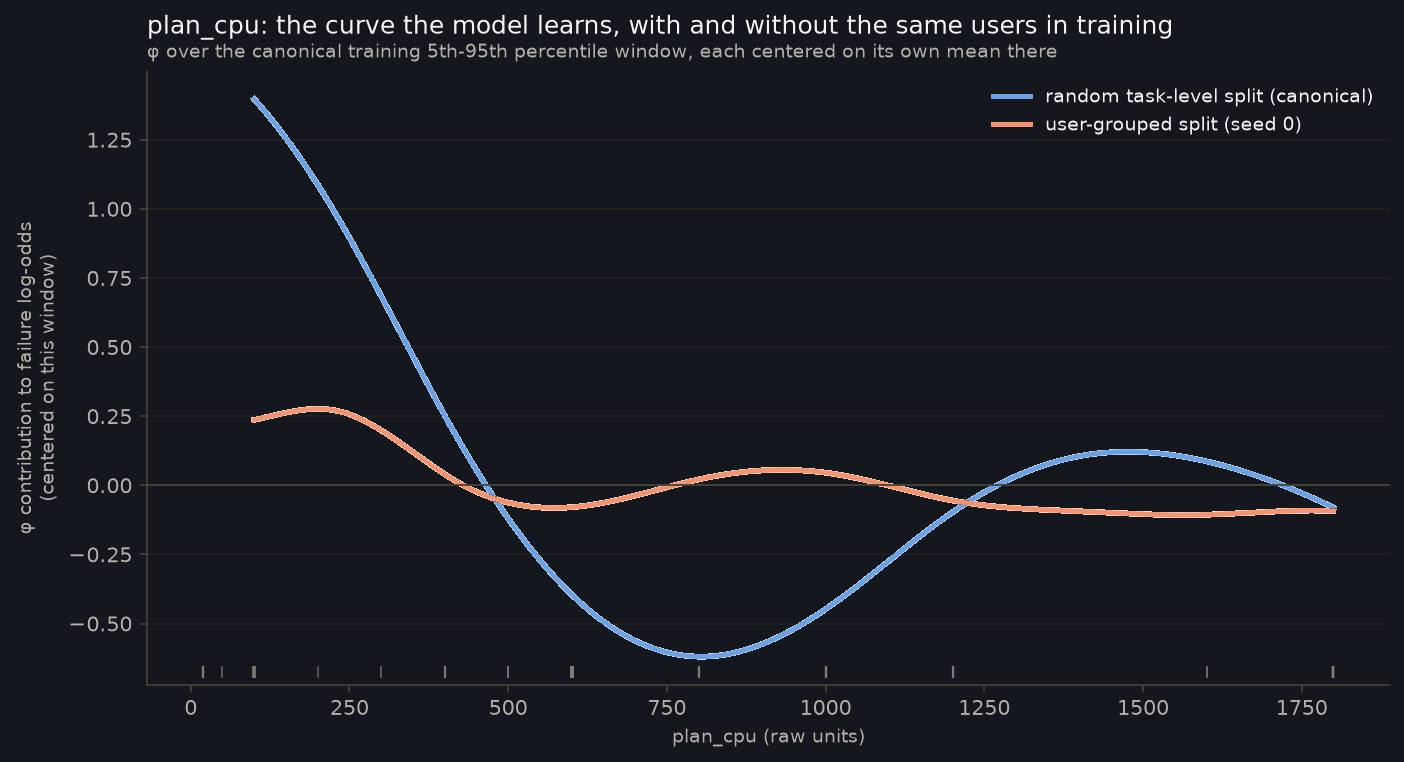 plan_cpu: the curve the model learns, with and without the same users in training
φ over the canonical training 5th-95th percentile window, each centered on its own mean there
random task-level split (canonical)
user-grouped split (seed 0)
φ contribution to failure log-odds
(centered on this window)
1.25
1.00
0.75
0.50
0.25
0.00
−0.25
−0.50
0
250
500
750
1000
1250
1500
1750
plan_cpu (raw units)